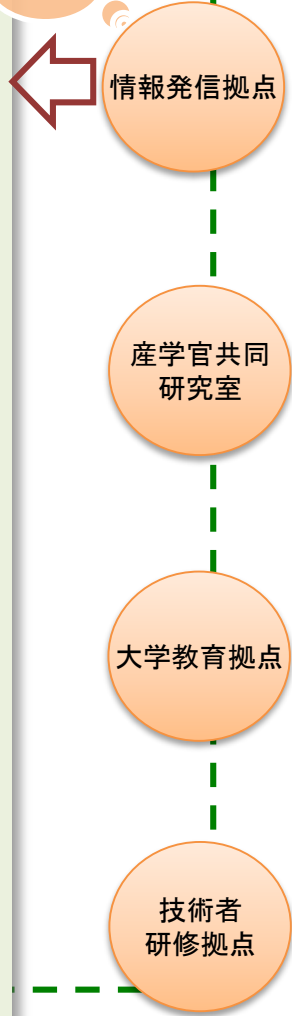 情報発信拠点
産学官共同
研究室
大学教育拠点
技術者
研修拠点